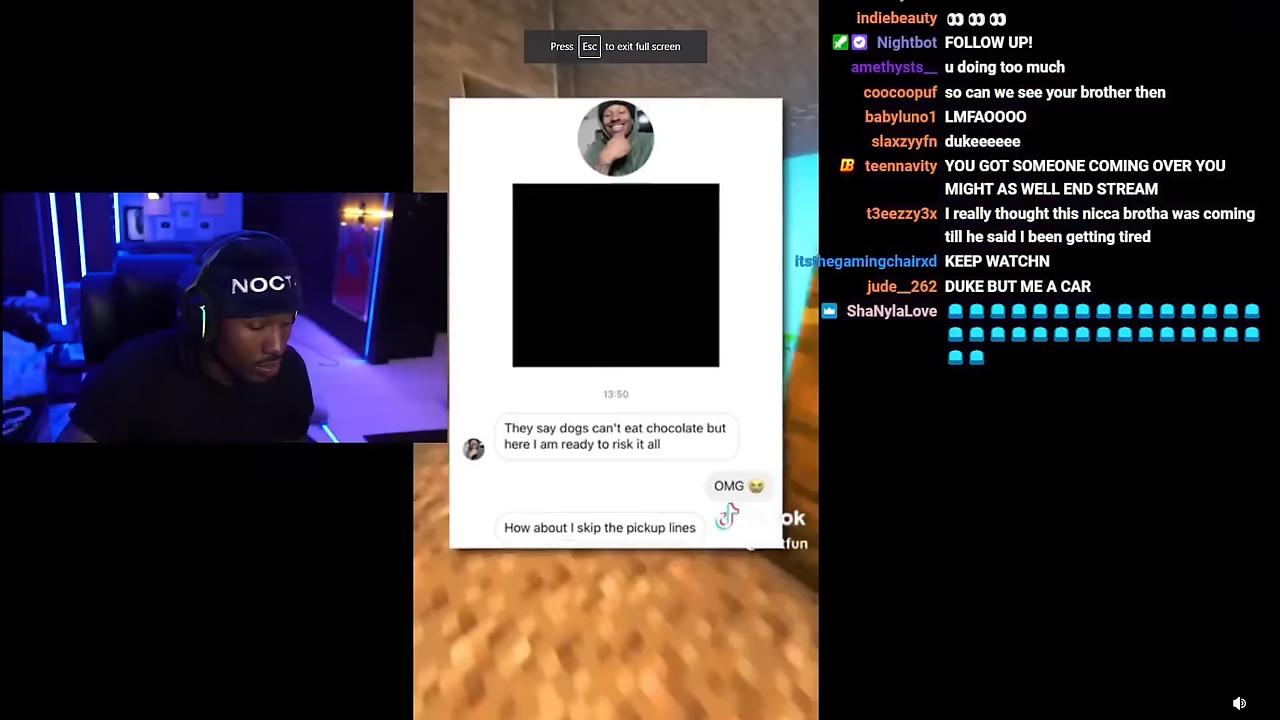 Press Esc to exit full screen
NOCT
13:50
They say dogs can't eat chocolate but
here I am ready to risk it all
OMG 😭
How about I skip the pickup lines
indiebeauty 👀 👀 👀
Nightbot FOLLOW UP!
amethysts__ u doing too much
coocoopuf so can we see your brother then
babyluno1 LMFAOOOO
slaxzyyfn dukeeeeee
teennavity YOU GOT SOMEONE COMING OVER YOU
MIGHT AS WELL END STREAM
t3eezzy3x I really thought this nicca brotha was coming
till he said I been getting tired
itsthegamingchairxd KEEP WATCHN
jude__262 DUKE BUT ME A CAR
ShaNylaLove